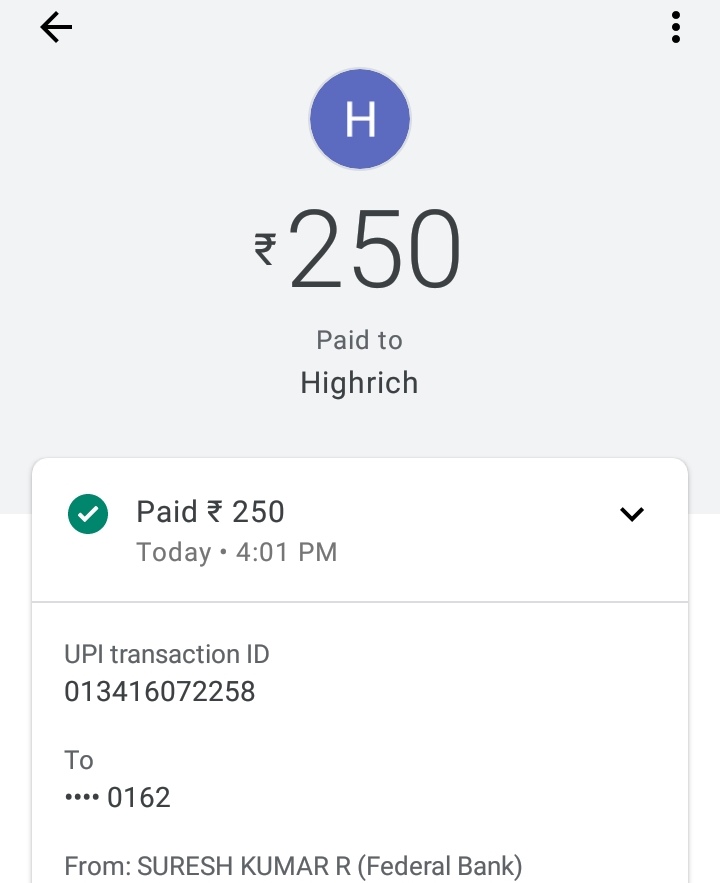 H
₹250
Paid to
Highrich
Paid ₹ 250
Today • 4:01 PM
UPI transaction ID
013416072258
To
•••• 0162
From: SURESH KUMAR R (Federal Bank)